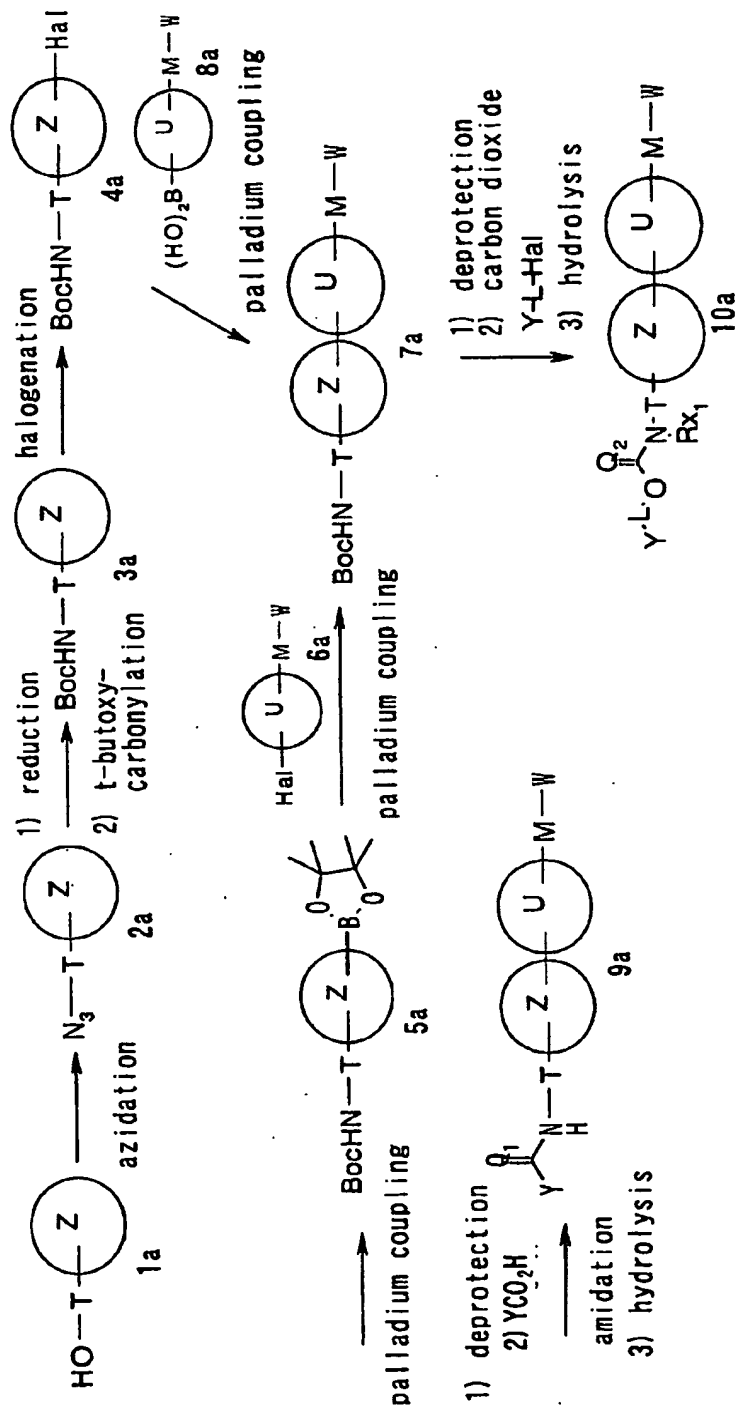 HO—T—Z
1a
azidation
N3—T—Z
2a
1) reduction
2) t-butoxy-
carbonylation
BocHN—T—Z
3a
halogenation
BocHN—T—Z—Hal
4a
(HO)2B—U—M—W
8a
palladium coupling
palladium coupling
BocHN—T—Z—B
O
O
5a
Hal—U—M—W
6a
palladium coupling
BocHN—T—Z—U—M—W
7a
1) deprotection
2) YCO2H
amidation
3) hydrolysis
Q1
Y N—T—Z—U—M—W
H
9a
1) deprotection
2) carbon dioxide
Y-L-Hal
3) hydrolysis
Q2
Y-L-O N-T—Z—U—M—W
Rx1
10a